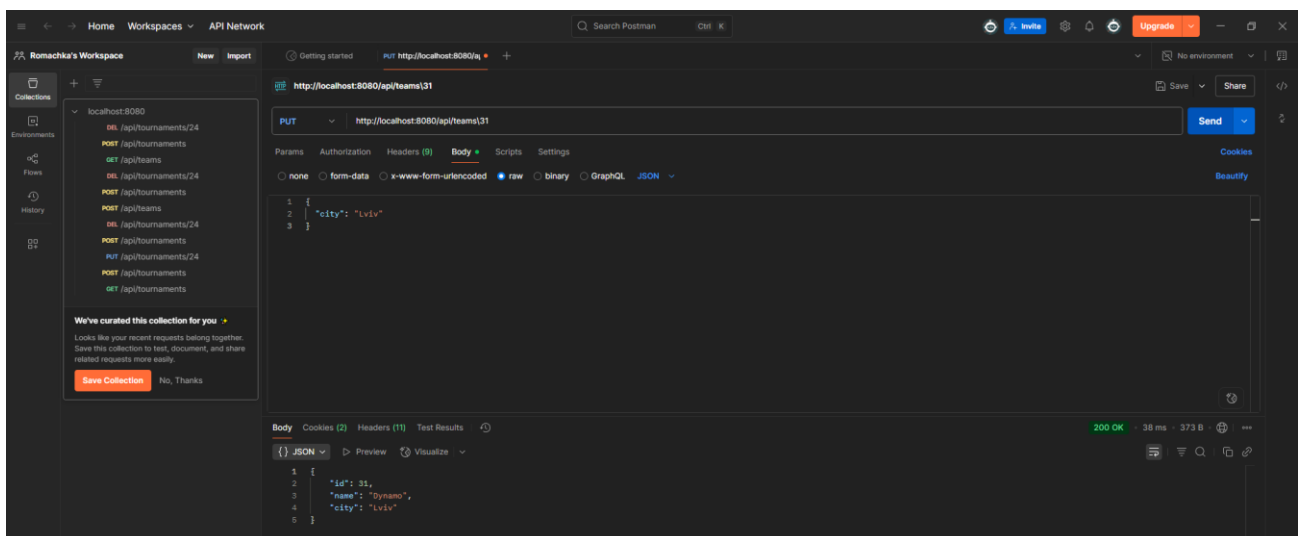 Home Workspaces API Network Search Postman Ctrl K Invite Upgrade
Romachka's Workspace New Import Getting started PUT http://localhost:8080/a No environment
Collections
Environments
Flows
History
localhost:8080
DEL /api/tournaments/24
POST /api/tournaments
GET /api/teams
DEL /api/tournaments/24
POST /api/tournaments
POST /api/teams
DEL /api/tournaments/24
POST /api/tournaments
PUT /api/tournaments/24
POST /api/tournaments
GET /api/tournaments
We've curated this collection for you
Looks like your recent requests belong together.
Save this collection to test, document, and share
related requests more easily.
Save Collection No, Thanks
HTTP http://localhost:8080/api/teams\31 Save Share
PUT http://localhost:8080/api/teams\31 Send
Params Authorization Headers (9) Body Scripts Settings Cookies
none form-data x-www-form-urlencoded raw binary GraphQL JSON Beautify
1 {
2 "city": "Lviv"
3 }
Body Cookies (2) Headers (11) Test Results 200 OK 38 ms 373 B
{} JSON Preview Visualize
1 {
2 "id": 31,
3 "name": "Dynamo",
4 "city": "Lviv"
5 }